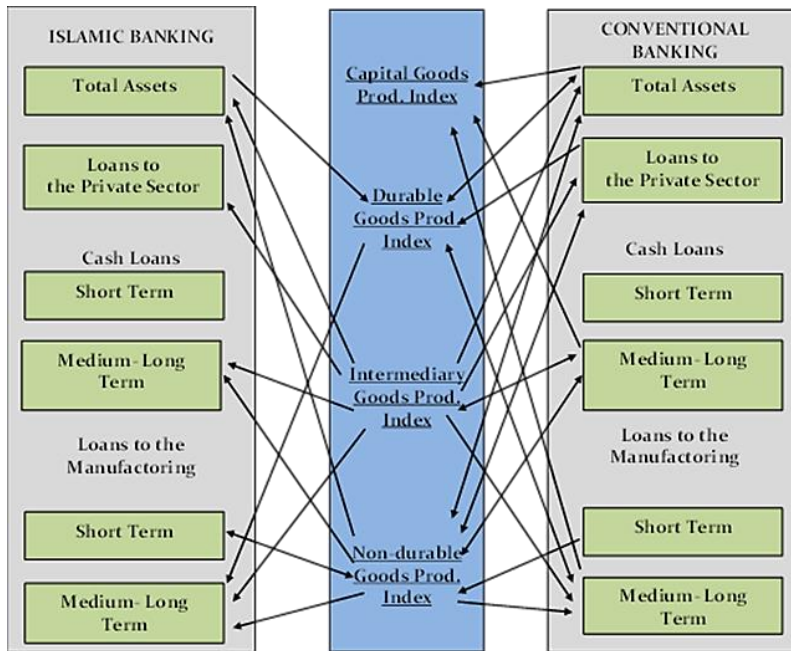 ISLAMIC BANKING
Total Assets
Loans to
the Private Sector
Cash Loans
Short Term
Medium-Long
Term
Loans to the
Manufactoring
Short Term
Medium- Long
Term
Capital Goods
Prod. Index
Durable
Goods Prod.
Index
Intermediary
Goods Prod.
Index
Non-durable
Goods Prod.
Index
CONVENTIONAL
BANKING
Total Assets
Loans to
the Private Sector
Cash Loans
Short Term
Medium-Long
Term
Loans to the
Manufactoring
Short Term
Medium-Long
Term